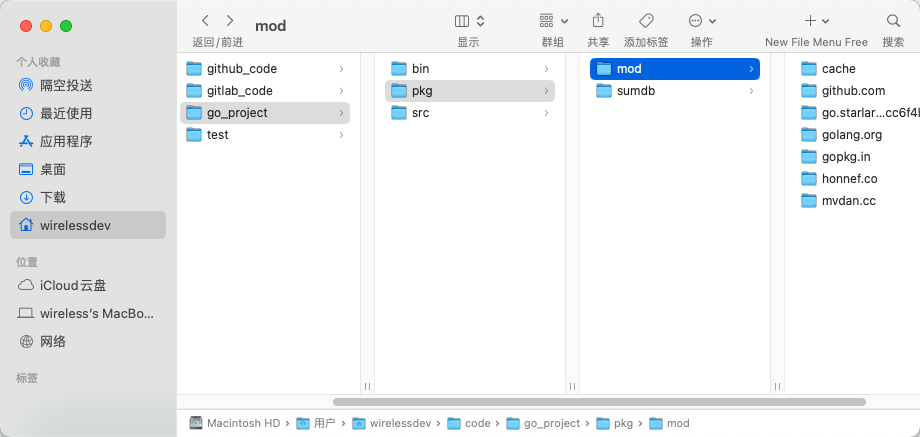 mod
返回/前进
显示
群组
共享
添加标签
操作
New File Menu Free
搜索
个人收藏
隔空投送
最近使用
应用程序
桌面
下载
wirelessdev
位置
iCloud云盘
wireless's MacBo...
网络
标签
github_code
gitlab_code
go_project
test
bin
pkg
src
mod
sumdb
cache
github.com
go.starlar...cc6f4b
golang.org
gopkg.in
honnef.co
mvdan.cc
Macintosh HD › 用户 › wirelessdev › code › go_project › pkg › mod